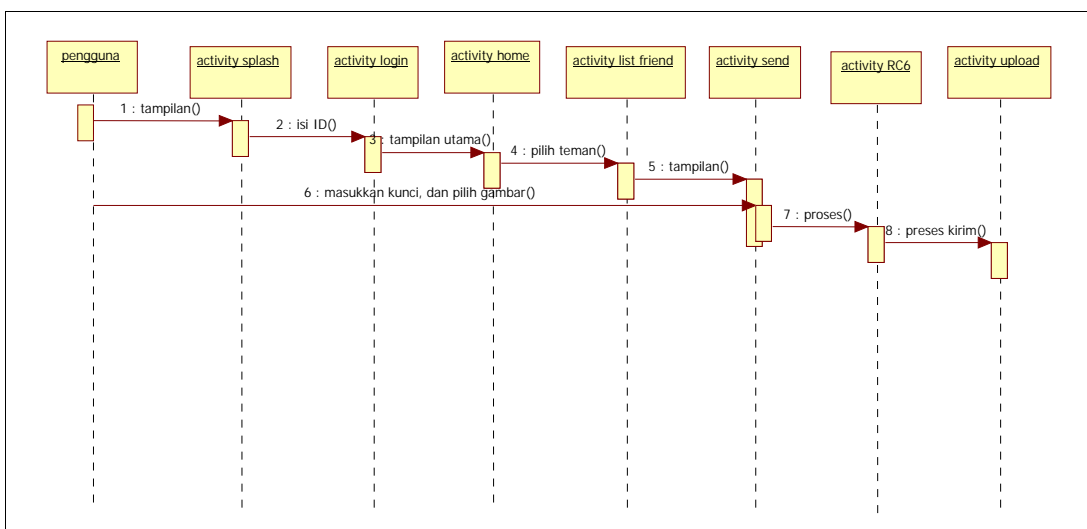 pengguna
activity splash
activity login
activity home
activity list friend
activity send
activity RC6
activity upload
1 : tampilan()
2 : isi ID()
3 : tampilan utama()
4 : pilih teman()
5 : tampilan()
6 : masukkan kunci, dan pilih gambar()
7 : proses()
8 : preses kirim()